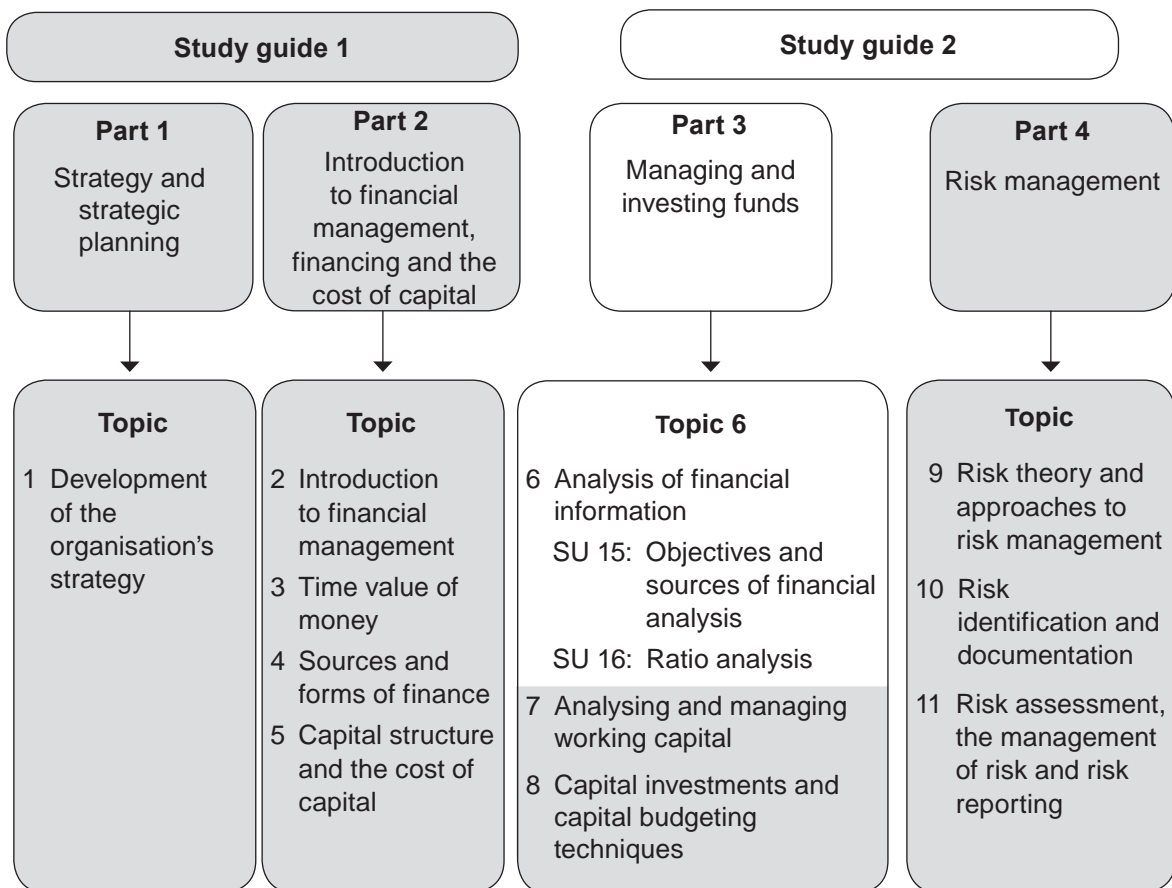 Study guide 1
Study guide 2
Part 1
Strategy and
strategic
planning
Part 2
Introduction
to financial
management,
financing and the
cost of capital
Part 3
Managing and
investing funds
Part 4
Risk management
Topic
1 Development
of the
organisation's
strategy
Topic
2 Introduction
to financial
management
3 Time value of
money
4 Sources and
forms of finance
5 Capital structure
and the cost of
capital
Topic 6
6 Analysis of financial
information
SU 15: Objectives and
sources of financial
analysis
SU 16: Ratio analysis
7 Analysing and managing
working capital
8 Capital investments and
capital budgeting
techniques
Topic
9 Risk theory and
approaches to
risk management
10 Risk
identification and
documentation
11 Risk assessment,
the management
of risk and risk
reporting